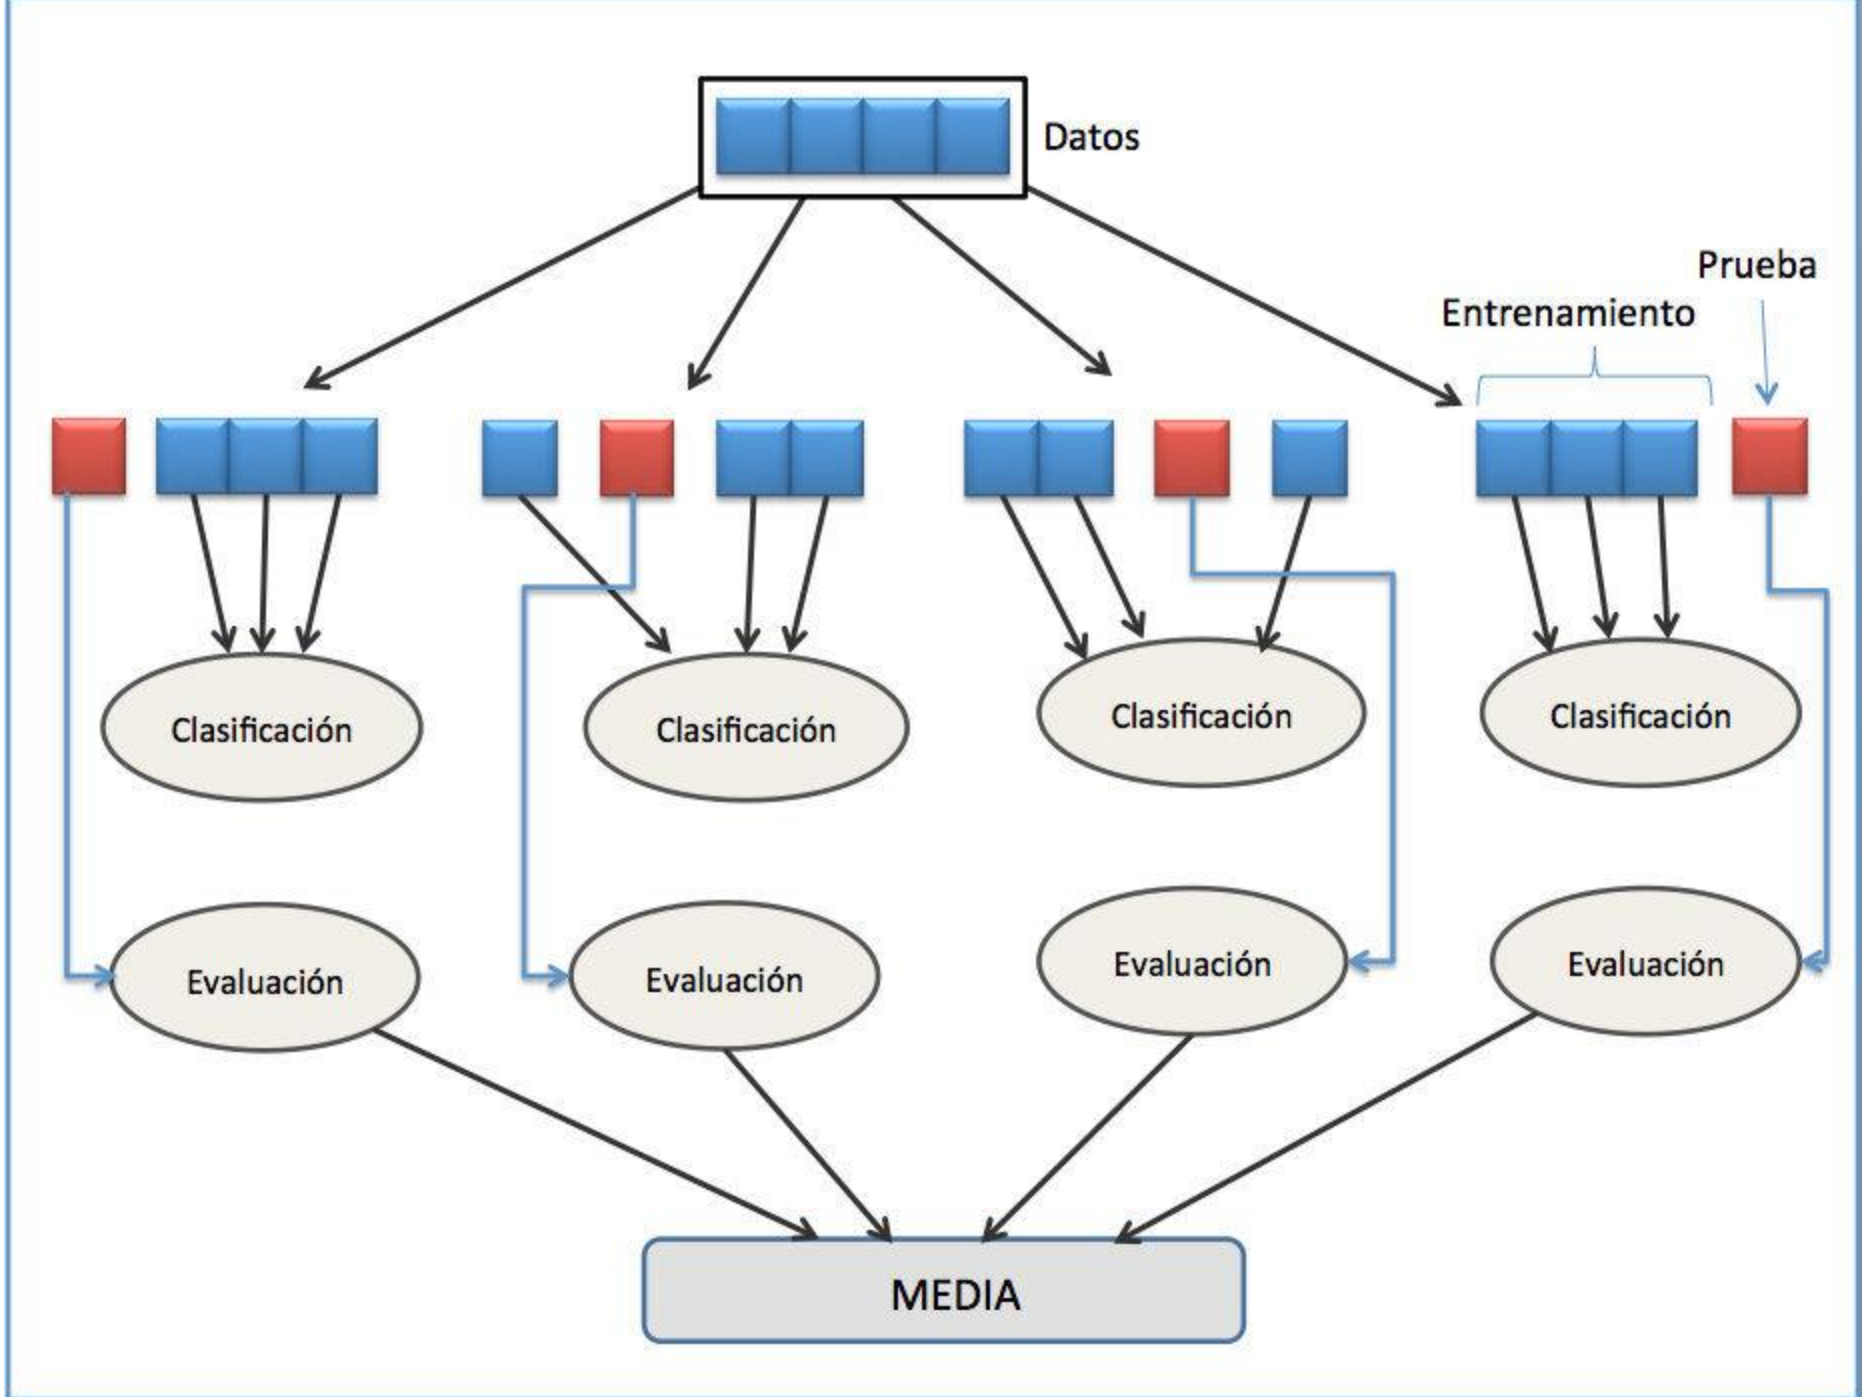 Datos
Prueba
Entrenamiento
Clasificación
Clasificación
Clasificación
Clasificación
Evaluación
Evaluación
Evaluación
Evaluación
MEDIA